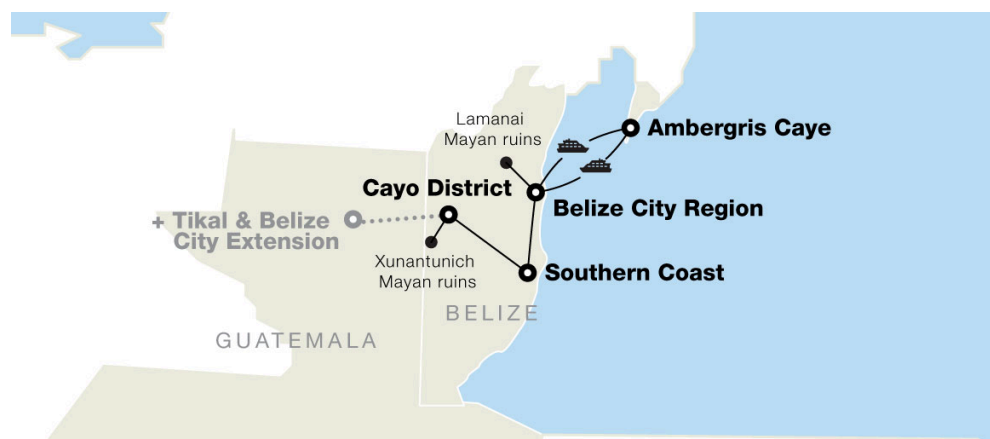 Lamanai
Mayan ruins
Ambergris Caye
Cayo District
Belize City Region
+ Tikal & Belize
City Extension
Xunantunich
Mayan ruins
Southern Coast
BELIZE
GUATEMALA